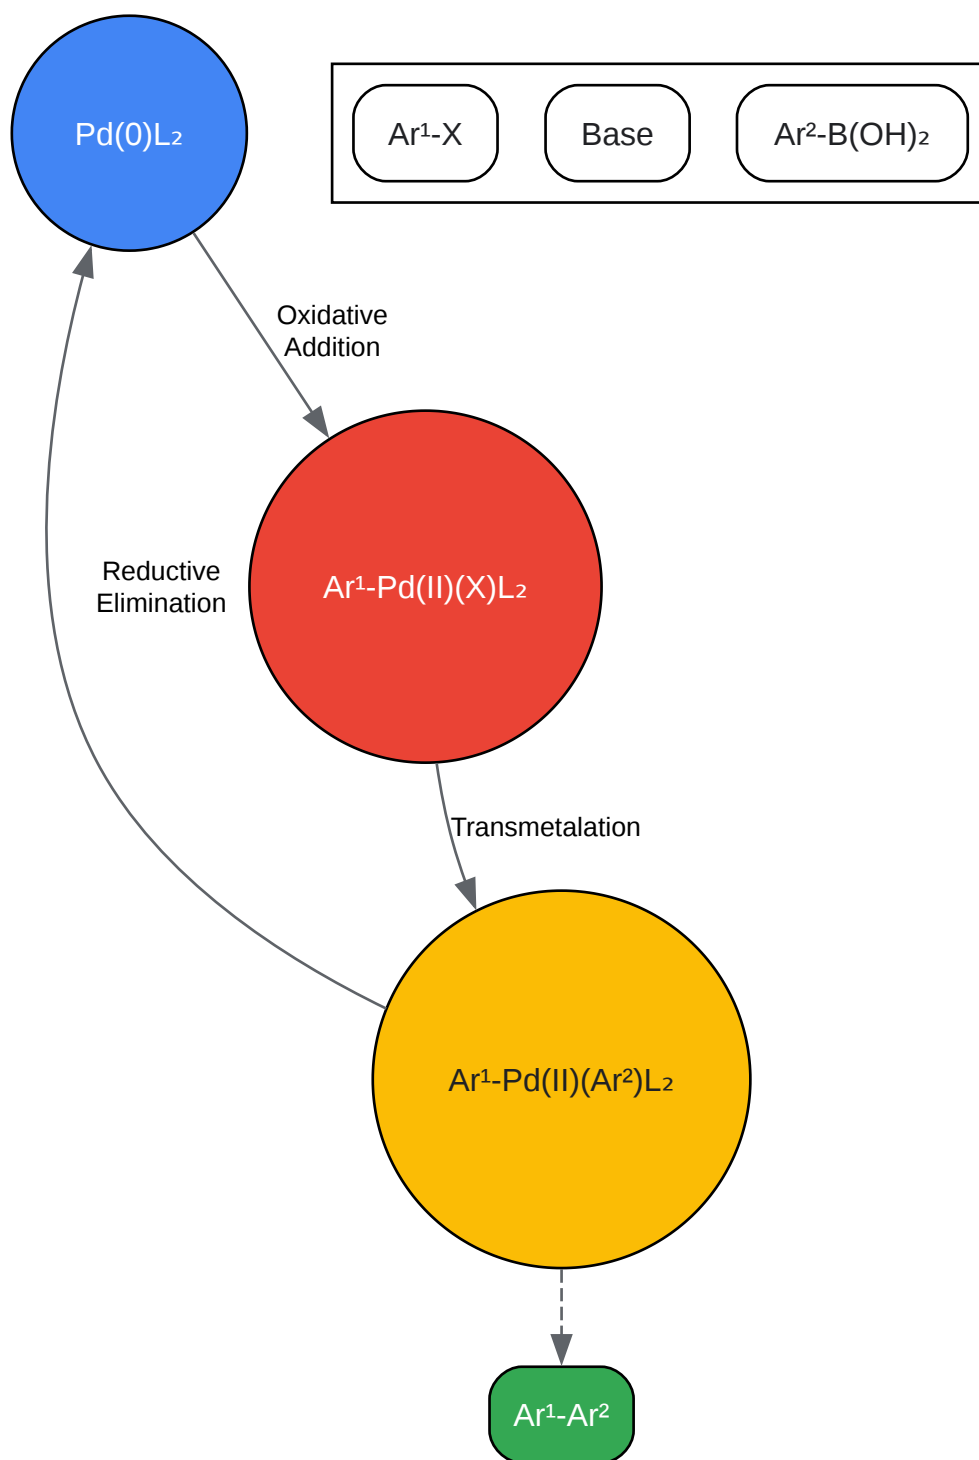 Pd(0)L₂
Ar¹-X
Base
Ar²-B(OH)₂
Oxidative
Addition
Reductive
Elimination
Ar¹-Pd(II)(X)L₂
Transmetalation
Ar¹-Pd(II)(Ar²)L₂
Ar¹-Ar²